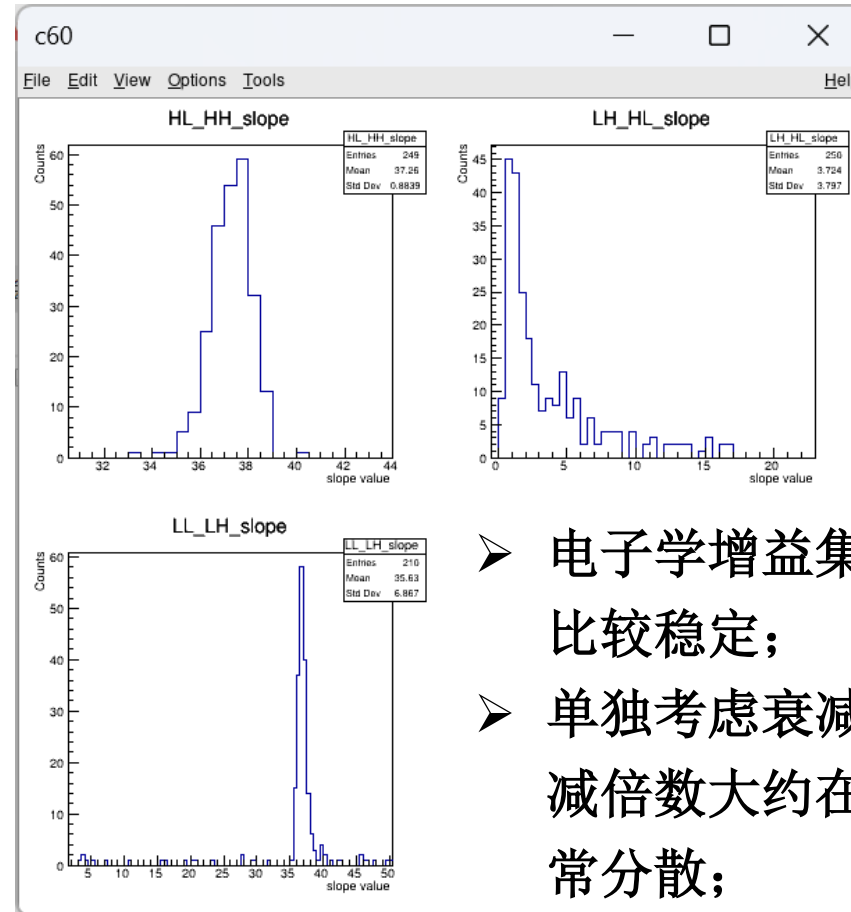 c60
File Edit View Options Tools Hel
HL_HH_slope
HL_HH_slope
Entries 249
Mean 37.26
Std Dev 0.8839
Counts
60
50
40
30
20
10
0
32 34 36 38 40 42 44
slope value
LH_HL_slope
LH_HL_slope
Entries 250
Mean 3.724
Std Dev 3.797
Counts
45
40
35
30
25
20
15
10
5
0
0 5 10 15 20
slope value
LL_LH_slope
LL_LH_slope
Entries 210
Mean 35.63
Std Dev 6.867
Counts
60
50
40
30
20
10
0
5 10 15 20 25 30 35 40 45 50
slope value
➢ 电子学增益集
比较稳定；
➢ 单独考虑衰减
减倍数大约在
常分散；